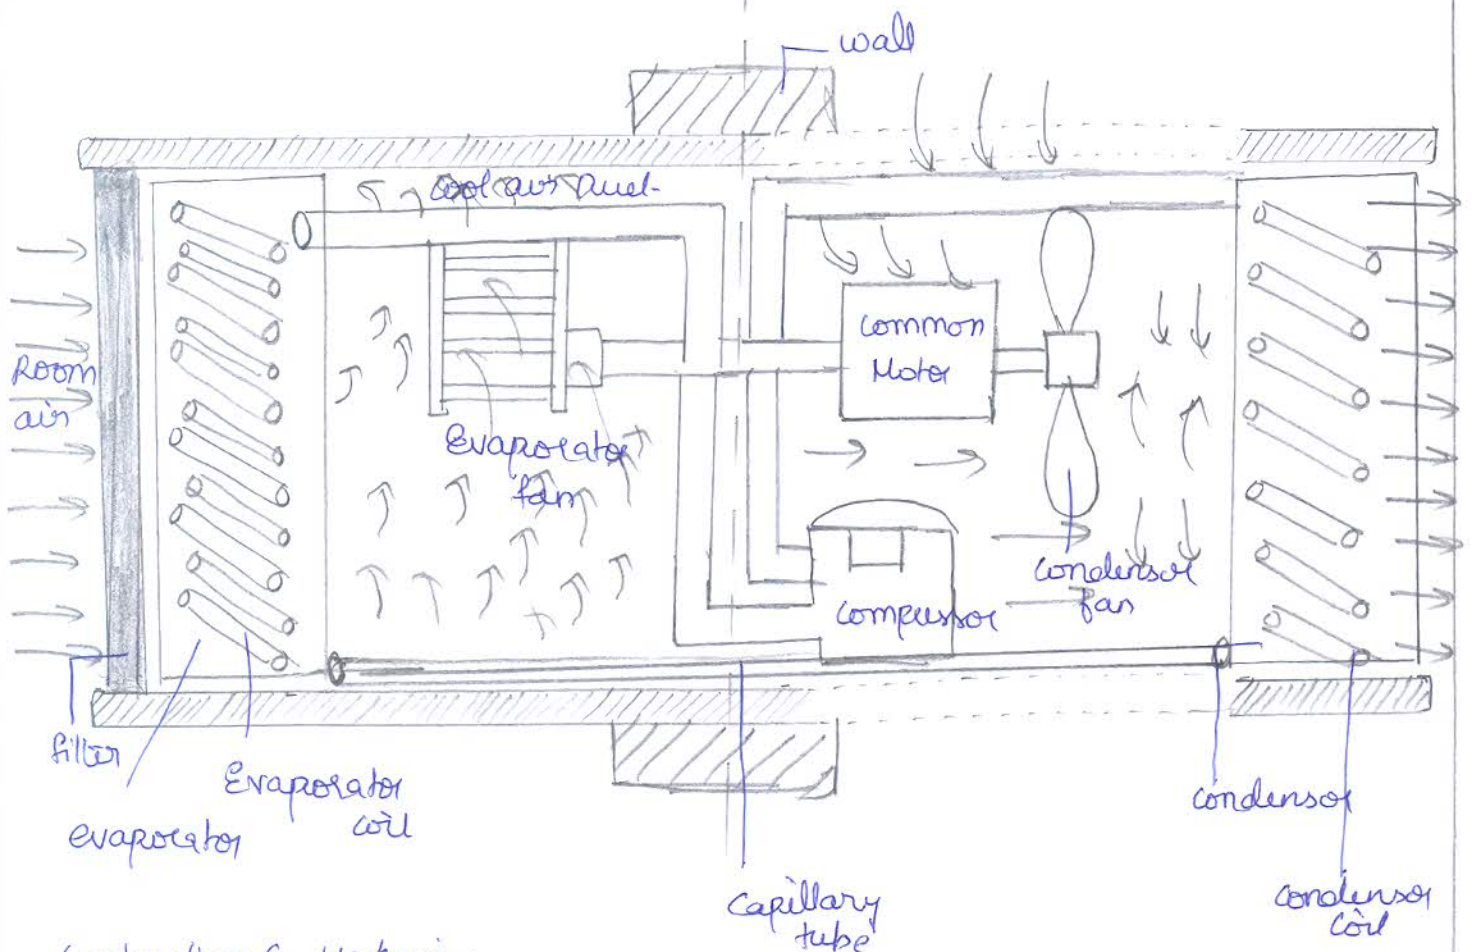 wall
cool air duct
common
Motor
Room
air
Evaporator
fan
condensor
fan
compressor
filter
Evaporator
coil
evaporator
condensor
capillary
tube
condensor
coil